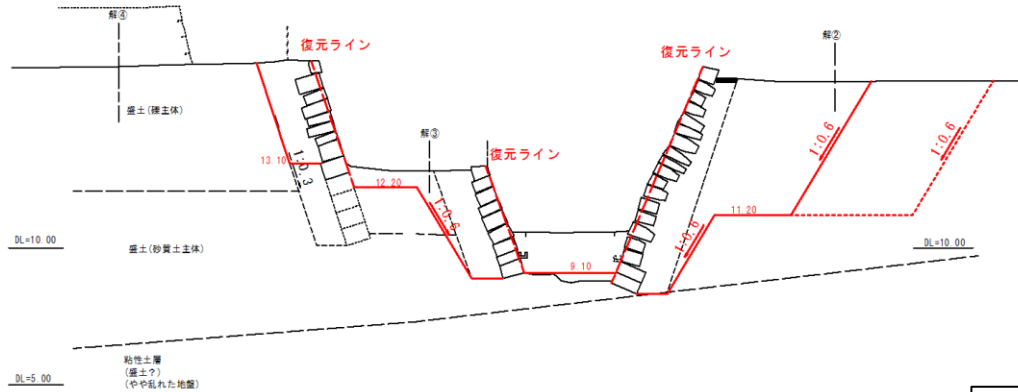 解④
復元ライン
復元ライン
解②
盛土(礫主体)
解③
復元ライン
1:0.6
1:0.6
13.10
1:0.3
12.20
11.20
1:0.6
1:0.6
DL=10.00
盛土(砂質土主体)
DL=10.00
9.10
粘性土層
(盛土?)
(やや乱れた地盤)
DL=5.00